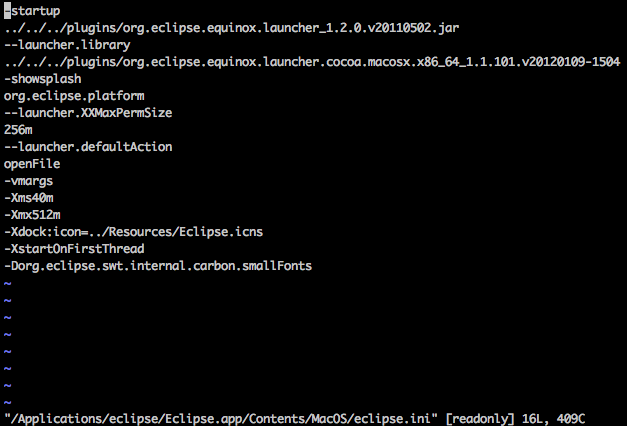 -startup
../../../plugins/org.eclipse.equinox.launcher_1.2.0.v20110502.jar
--launcher.library
../../../plugins/org.eclipse.equinox.launcher.cocoa.macosx.x86_64_1.1.101.v20120109-1504
-showsplash
org.eclipse.platform
--launcher.XXMaxPermSize
256m
--launcher.defaultAction
openFile
-vmargs
-Xms40m
-Xmx512m
-Xdock:icon=../Resources/Eclipse.icns
-XstartOnFirstThread
-Dorg.eclipse.swt.internal.carbon.smallFonts
~
~
~
~
~
~
~
~
"/Applications/eclipse/Eclipse.app/Contents/MacOS/eclipse.ini" [readonly] 16L, 409C